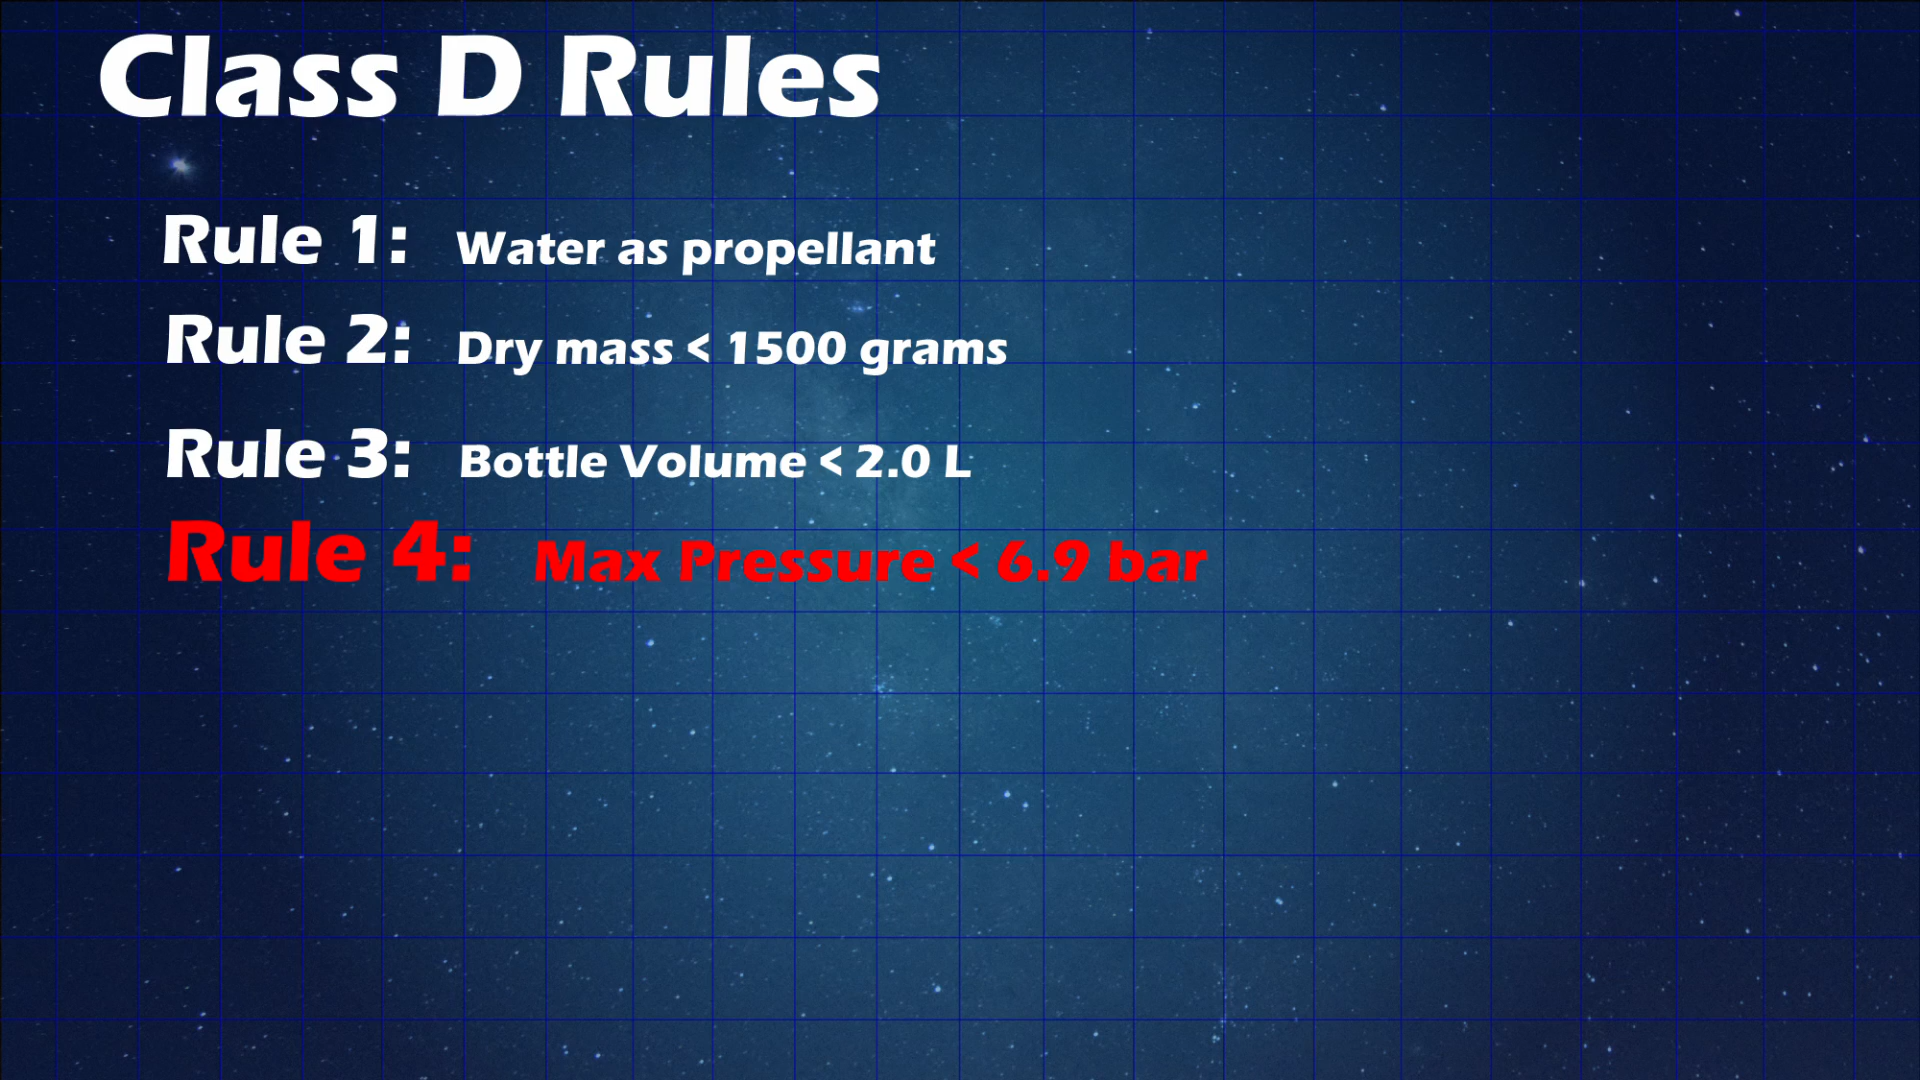 Class D Rules
Rule 1: Water as propellant
Rule 2: Dry mass < 1500 grams
Rule 3: Bottle Volume < 2.0 L
Rule 4: Max Pressure < 6.9 bar